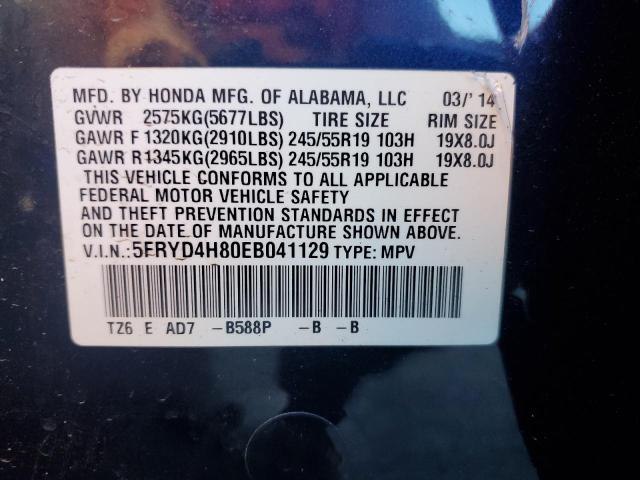 MFD. BY HONDA MFG. OF ALABAMA, LLC 03/'14
GVWR 2575KG(5677LBS) TIRE SIZE RIM SIZE
GAWR F 1320KG(2910LBS) 245/55R19 103H 19X8.0J
GAWR R1345KG(2965LBS) 245/55R19 103H 19X8.0J
THIS VEHICLE CONFORMS TO ALL APPLICABLE
FEDERAL MOTOR VEHICLE SAFETY
AND THEFT PREVENTION STANDARDS IN EFFECT
ON THE DATE OF MANUFACTURE SHOWN ABOVE.
V.I.N.: 5FRYD4H80EB041129 TYPE: MPV
TZ6 E AD7 -B588P -B -B